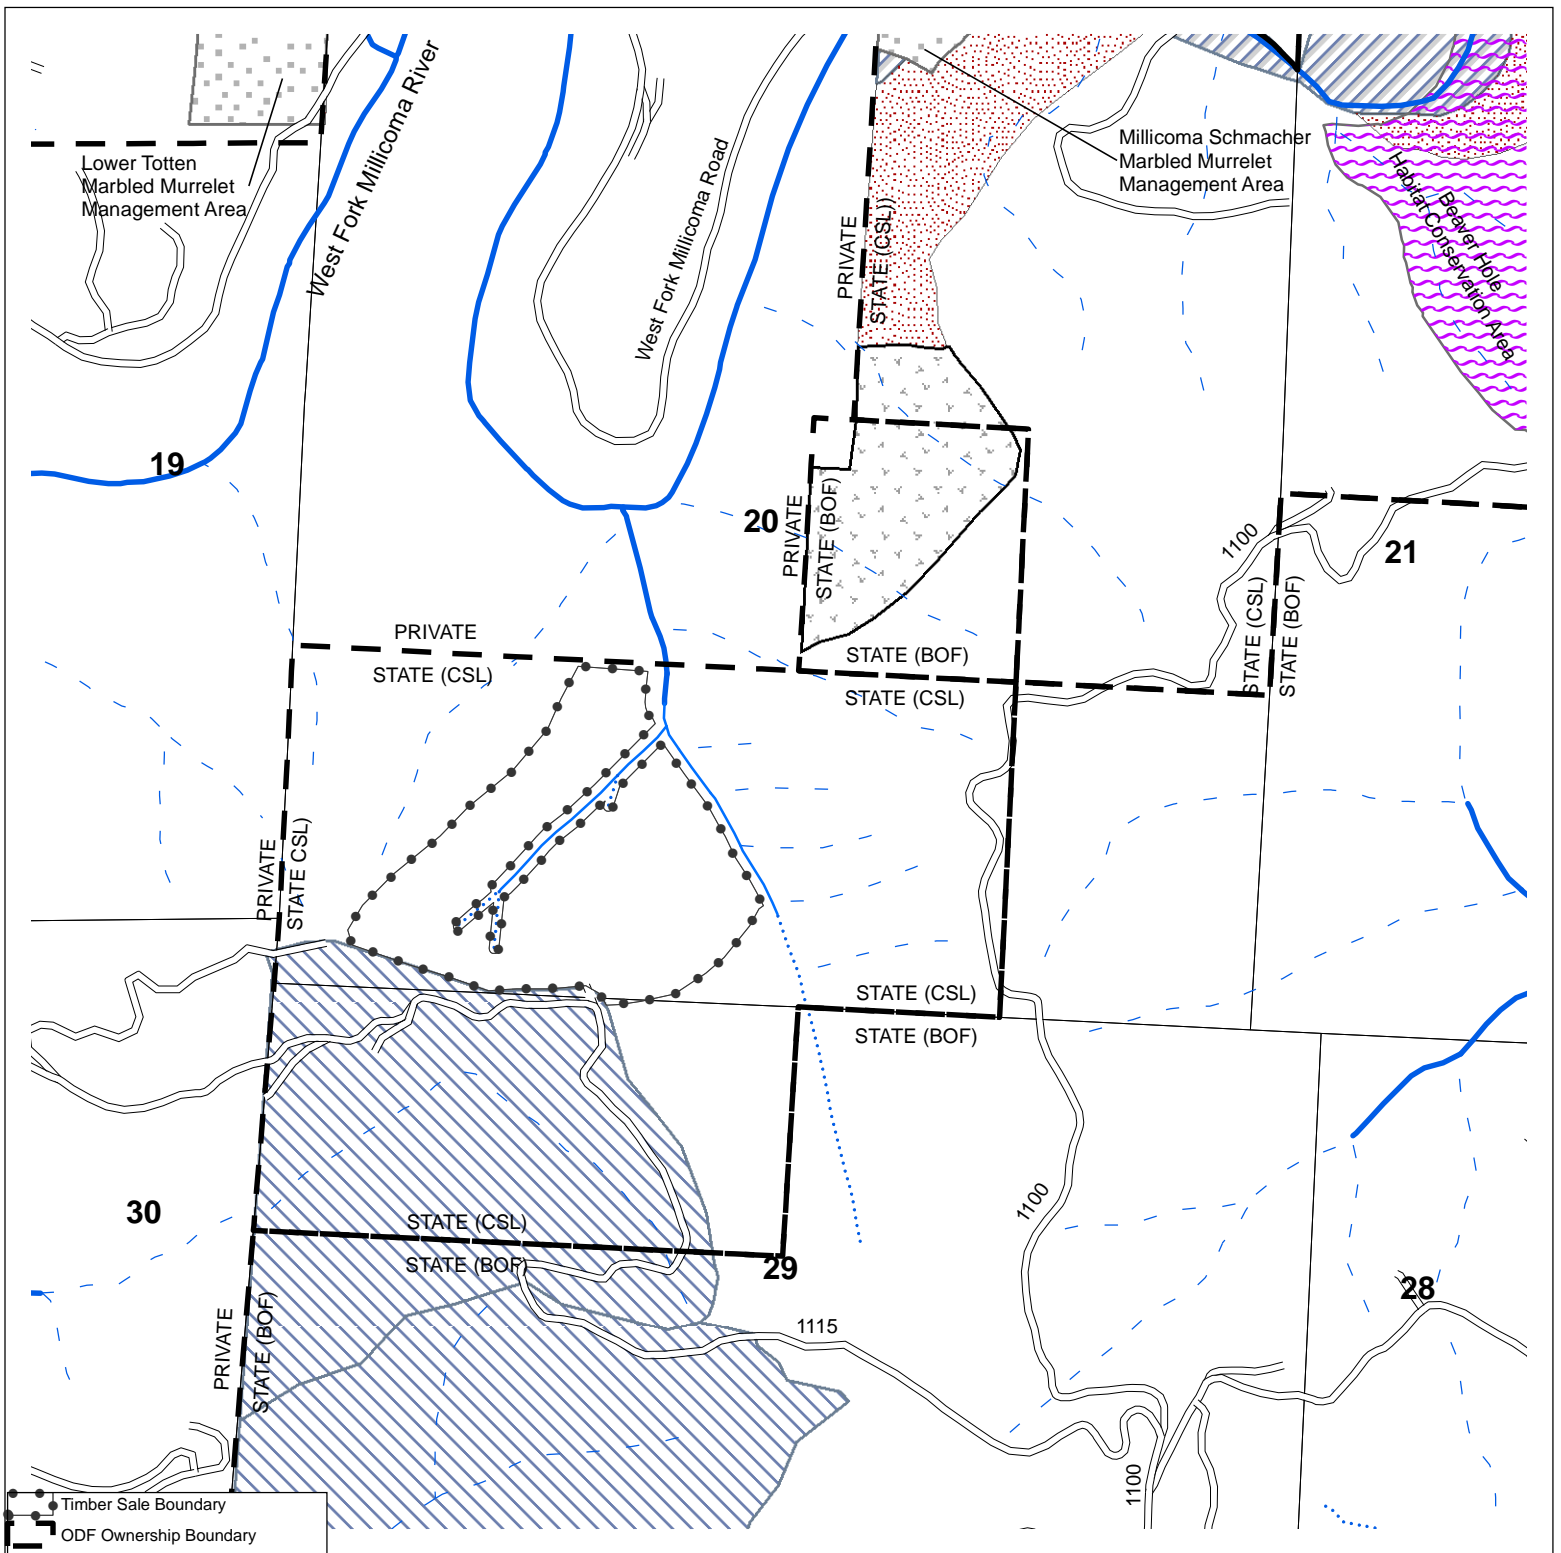 Lower Totten
Marbled Murrelet
Management Area
West Fork Millicoma River
West Fork Millicoma Road
PRIVATE
STATE (CSL))
Millicoma Schmacher
Marbled Murrelet
Management Area
Beaver Hole
Habitat Conservation Area
19
20
PRIVATE
STATE (BOF)
1100
21
STATE (CSL)
STATE (BOF)
PRIVATE
STATE (CSL)
STATE (BOF)
STATE (CSL)
PRIVATE
STATE CSL)
STATE (CSL)
STATE (BOF)
30
STATE (CSL)
STATE (BOF)
29
1100
28
PRIVATE
STATE (BOF)
1115
1100
Timber Sale Boundary
ODF Ownership Boundary